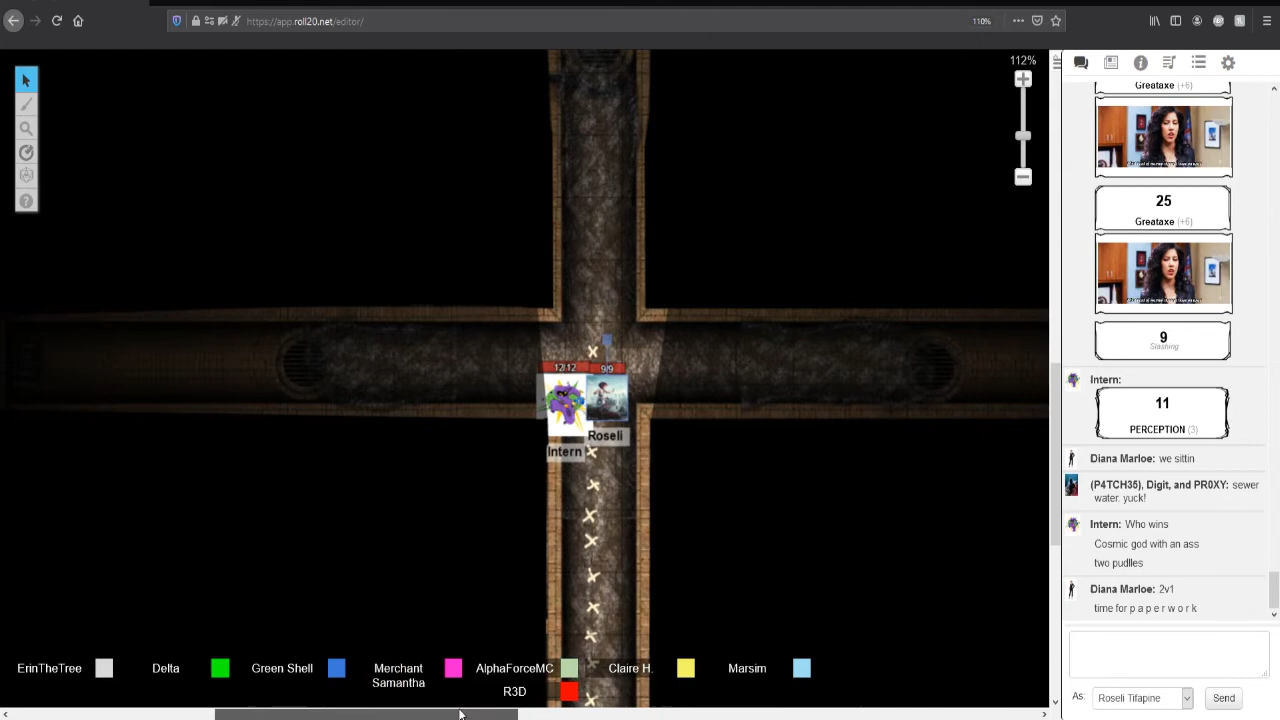 https://app.roll20.net/editor/
110%
112%
Greataxe (+6)
25
Greataxe (+6)
9
Slashing
Intern:
11
PERCEPTION (3)
Diana Marloe: we sittin
(P4TCH35), Digit, and PR0XY: sewer
water. yuck!
Intern: Who wins
Cosmic god with an ass
two pudlles
Diana Marloe: 2v1
time for p a p e r w o r k
12/12
9/9
Roseli
Intern
ErinTheTree
Delta
Green Shell
Merchant
Samantha
AlphaForceMC
Claire H.
Marsim
R3D
As:
Roseli Tifapine
Send